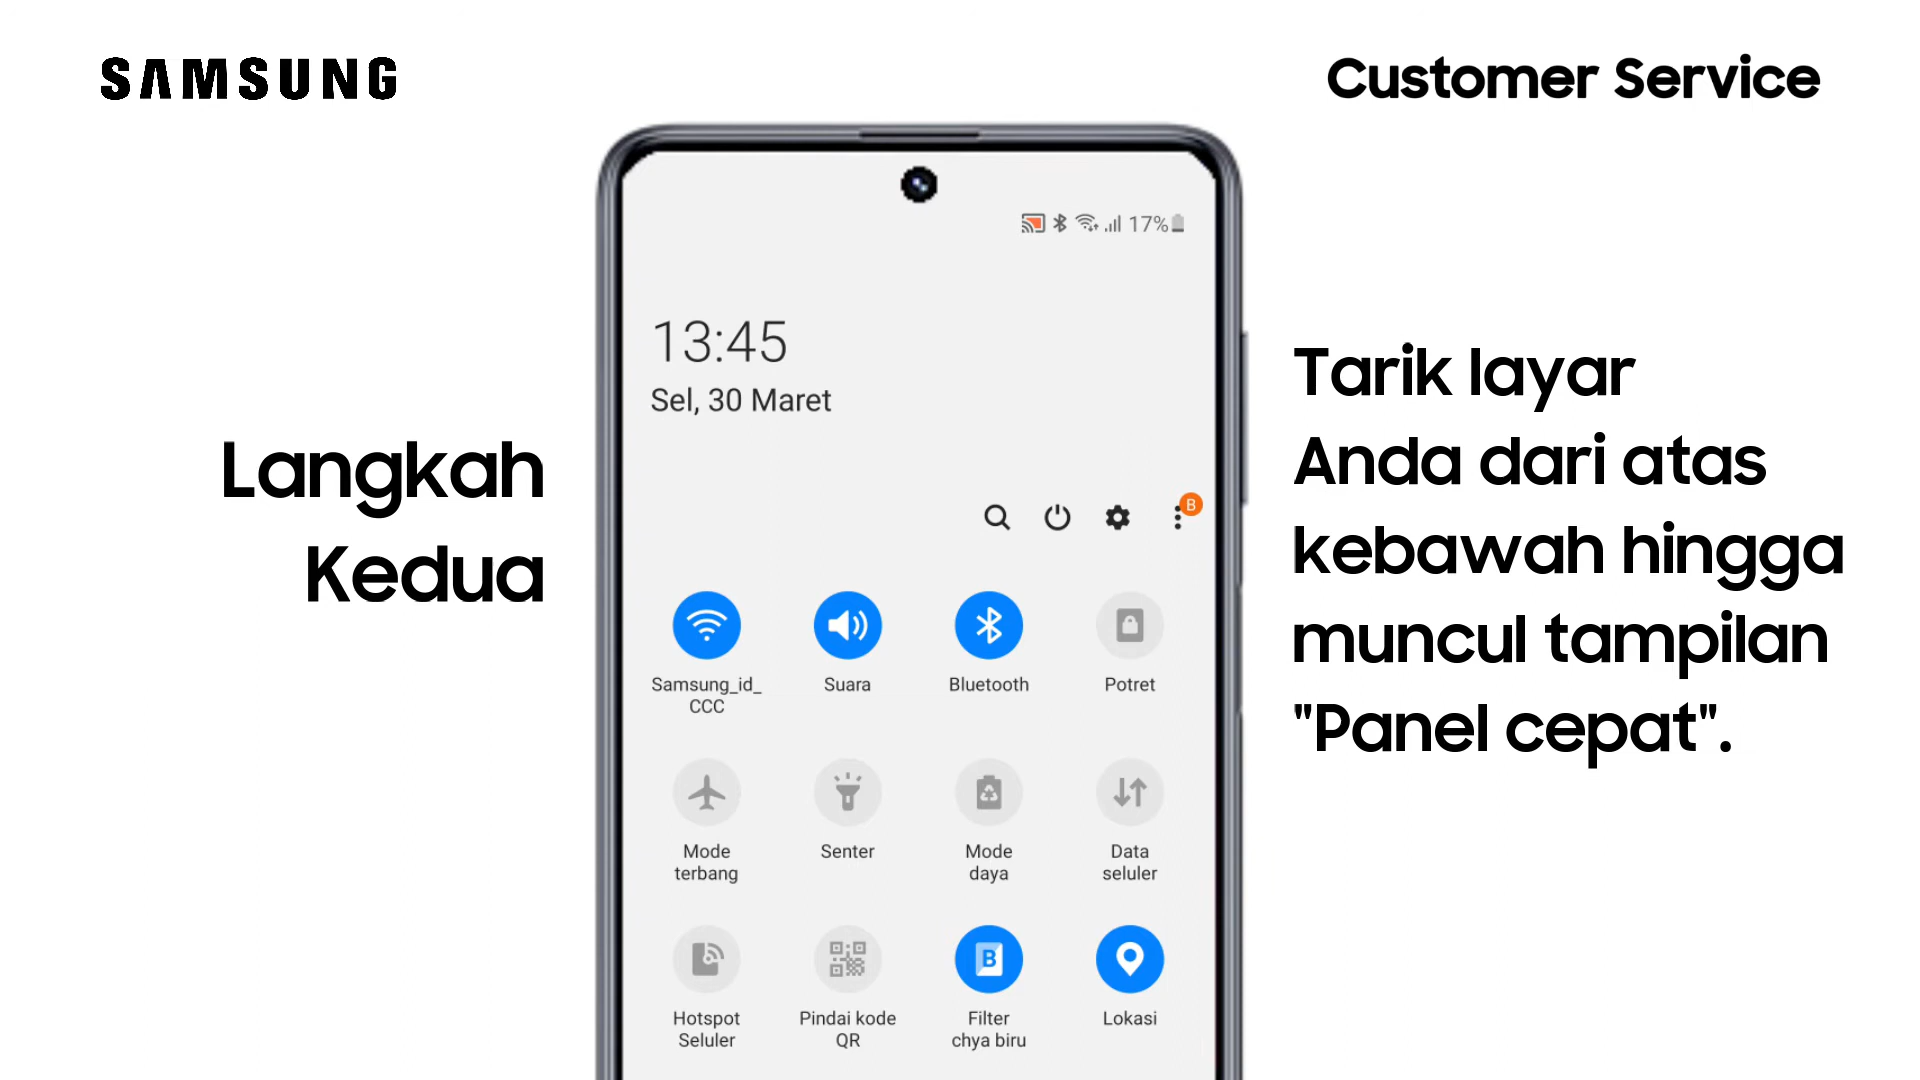 SAMSUNG
Customer Service
17%
13:45
Sel, 30 Maret
B
Langkah
Kedua
Tarik layar
Anda dari atas
kebawah hingga
muncul tampilan
"Panel cepat".
Samsung_id_
CCC
Suara
Bluetooth
Potret
Mode
terbang
Senter
Mode
daya
Data
seluler
Hotspot
Seluler
Pindai kode
QR
B
Filter
chya biru
Lokasi